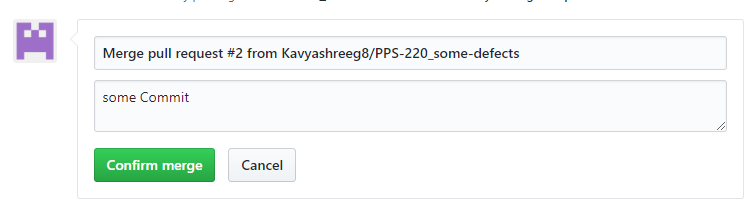 Merge pull request #2 from Kavyashreeg8/PPS-220_some-defects
some Commit
Confirm merge
Cancel